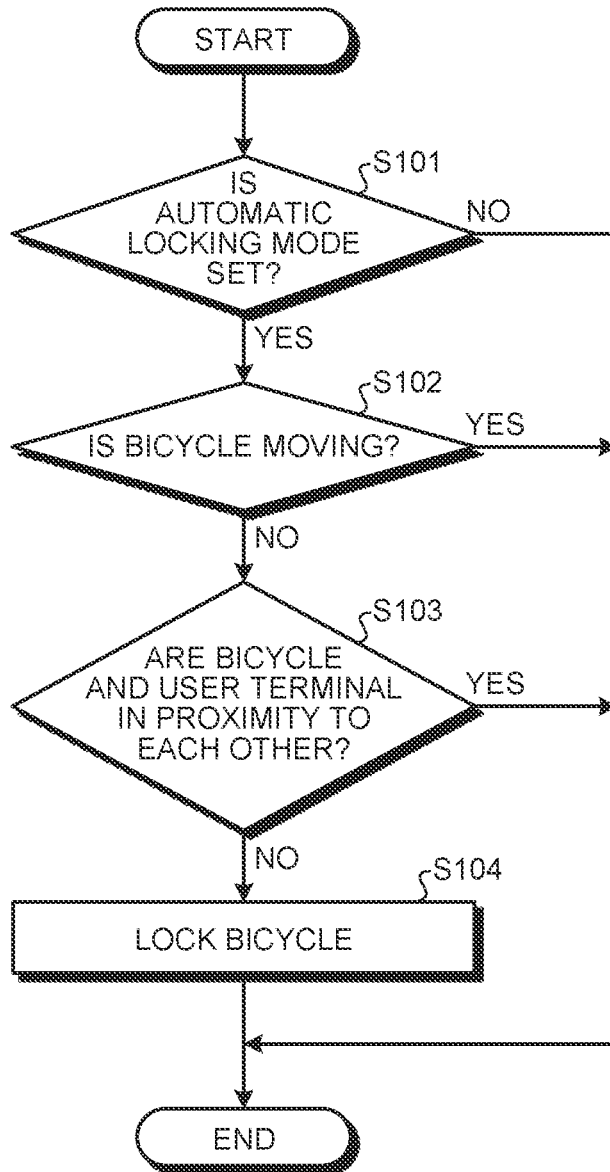 START
S101
IS
AUTOMATIC
LOCKING MODE
SET?
NO
YES
S102
IS BICYCLE MOVING?
YES
NO
S103
ARE BICYCLE
AND USER TERMINAL
IN PROXIMITY TO
EACH OTHER?
YES
NO
S104
LOCK BICYCLE
END